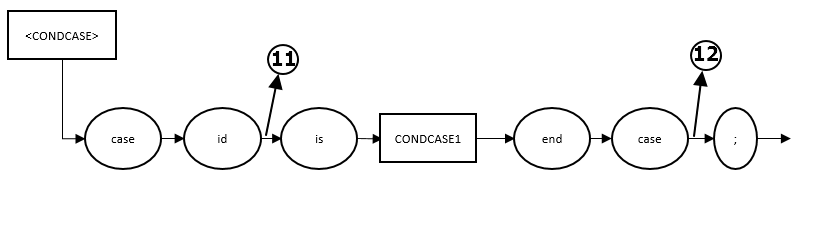 <CONDCASE>
11
12
case
id
is
CONDCASE1
end
case
;